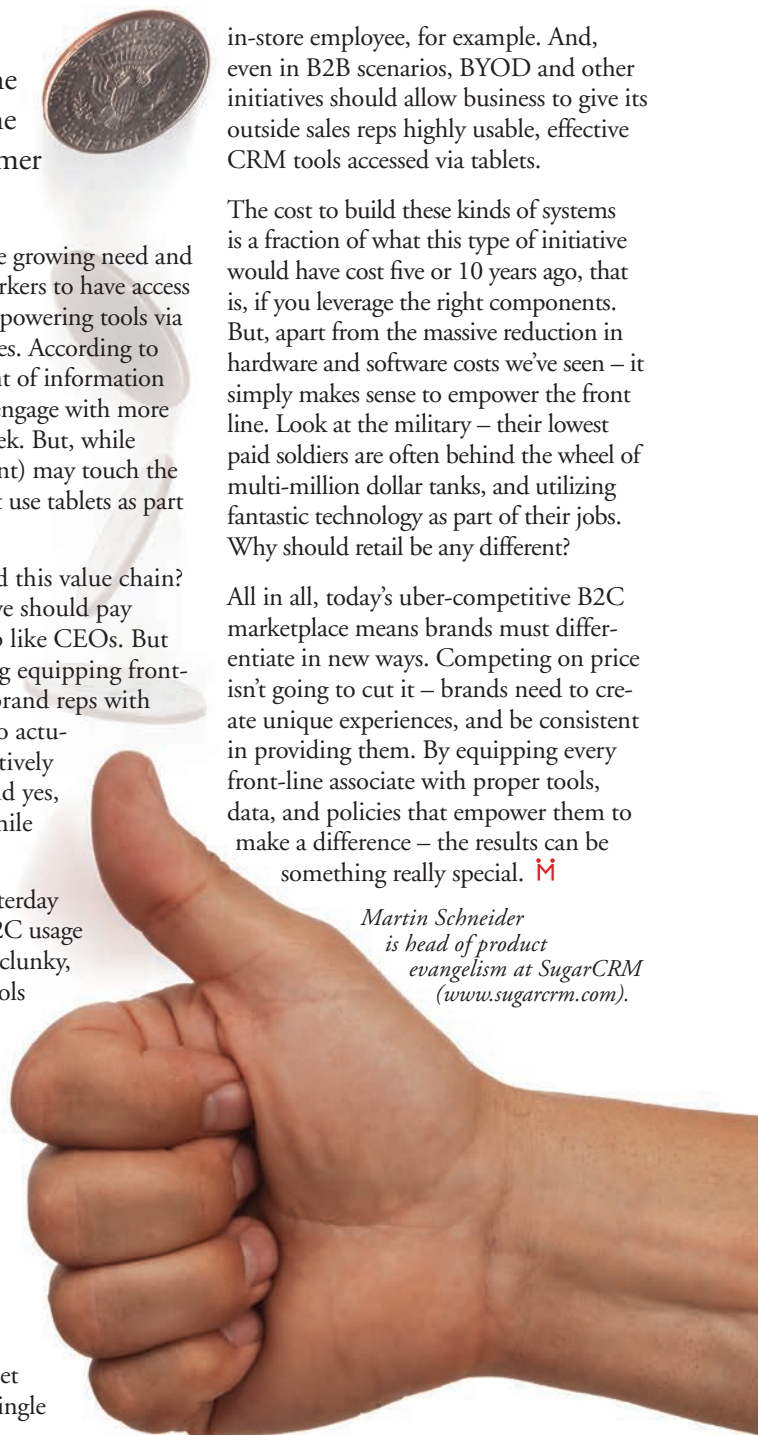 he
he
mer
e growing need and
rkers to have access
powering tools via
es. According to
nt of information
engage with more
ek. But, while
nt) may touch the
t use tablets as part
d this value chain?
ve should pay
o like CEOs. But
g equipping front-
brand reps with
o actu-
tively
d yes,
hile
terday
2C usage
clunky,
ols
et
ingle
in-store employee, for example. And,
even in B2B scenarios, BYOD and other
initiatives should allow business to give its
outside sales reps highly usable, effective
CRM tools accessed via tablets.
The cost to build these kinds of systems
is a fraction of what this type of initiative
would have cost five or 10 years ago, that
is, if you leverage the right components.
But, apart from the massive reduction in
hardware and software costs we've seen – it
simply makes sense to empower the front
line. Look at the military – their lowest
paid soldiers are often behind the wheel of
multi-million dollar tanks, and utilizing
fantastic technology as part of their jobs.
Why should retail be any different?
All in all, today's uber-competitive B2C
marketplace means brands must differ-
entiate in new ways. Competing on price
isn't going to cut it – brands need to cre-
ate unique experiences, and be consistent
in providing them. By equipping every
front-line associate with proper tools,
data, and policies that empower them to
make a difference – the results can be
something really special.
Martin Schneider
is head of product
evangelism at SugarCRM
(www.sugarcrm.com).